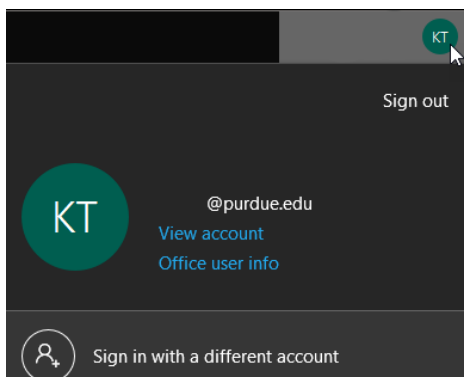 KT
Sign out
KT
@purdue.edu
View account
Office user info
Sign in with a different account